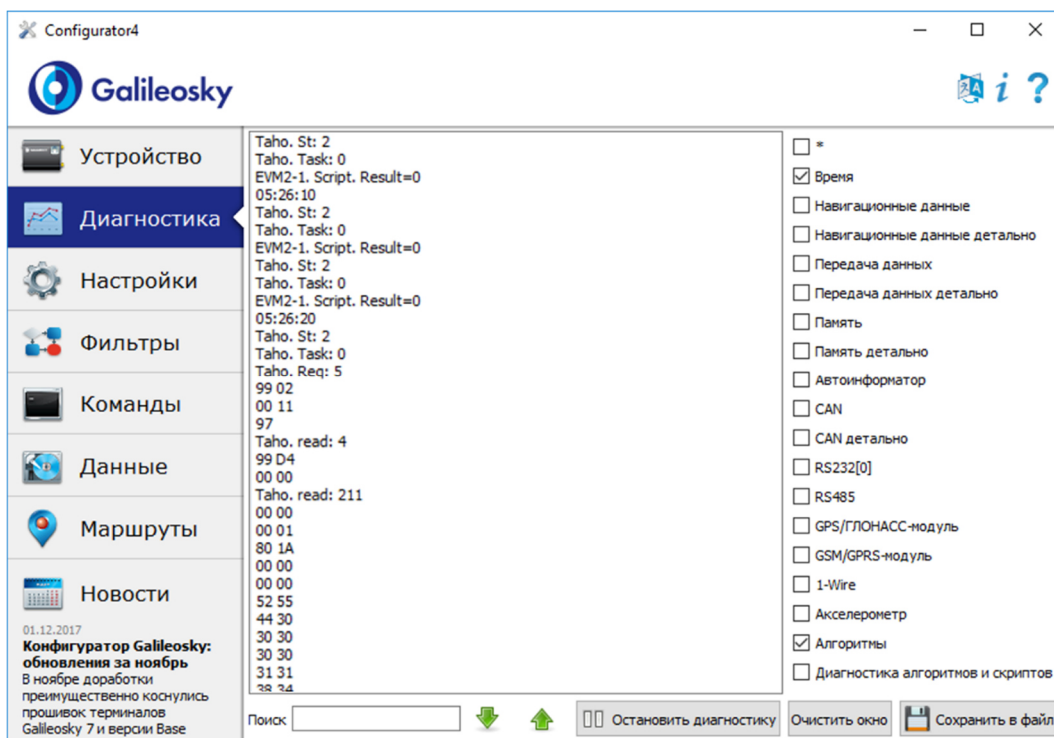 Configurator4
Galileosky
Устройство
Диагностика
Настройки
Фильтры
Команды
Данные
Маршруты
Новости
01.12.2017
Конфигуратор Galileosky:
обновления за ноябрь
В ноябре доработки
преимущественно коснулись
прошивок терминалов
Galileosky 7 и версии Base
Taho. St: 2
Taho. Task: 0
EVM2-1. Script. Result=0
05:26:10
Taho. St: 2
Taho. Task: 0
EVM2-1. Script. Result=0
Taho. St: 2
Taho. Task: 0
EVM2-1. Script. Result=0
05:26:20
Taho. St: 2
Taho. Task: 0
Taho. Req: 5
99 02
00 11
97
Taho. read: 4
99 D4
00 00
Taho. read: 211
00 00
00 01
80 1A
00 00
00 00
52 55
44 30
30 30
30 30
31 31
38 34
*
Время
Навигационные данные
Навигационные данные детально
Передача данных
Передача данных детально
Память
Память детально
Автоинформатор
CAN
CAN детально
RS232[0]
RS485
GPS/ГЛОНАСС-модуль
GSM/GPRS-модуль
1-Wire
Акселерометр
Алгоритмы
Диагностика алгоритмов и скриптов
Поиск
Остановить диагностику
Очистить окно
Сохранить в файл